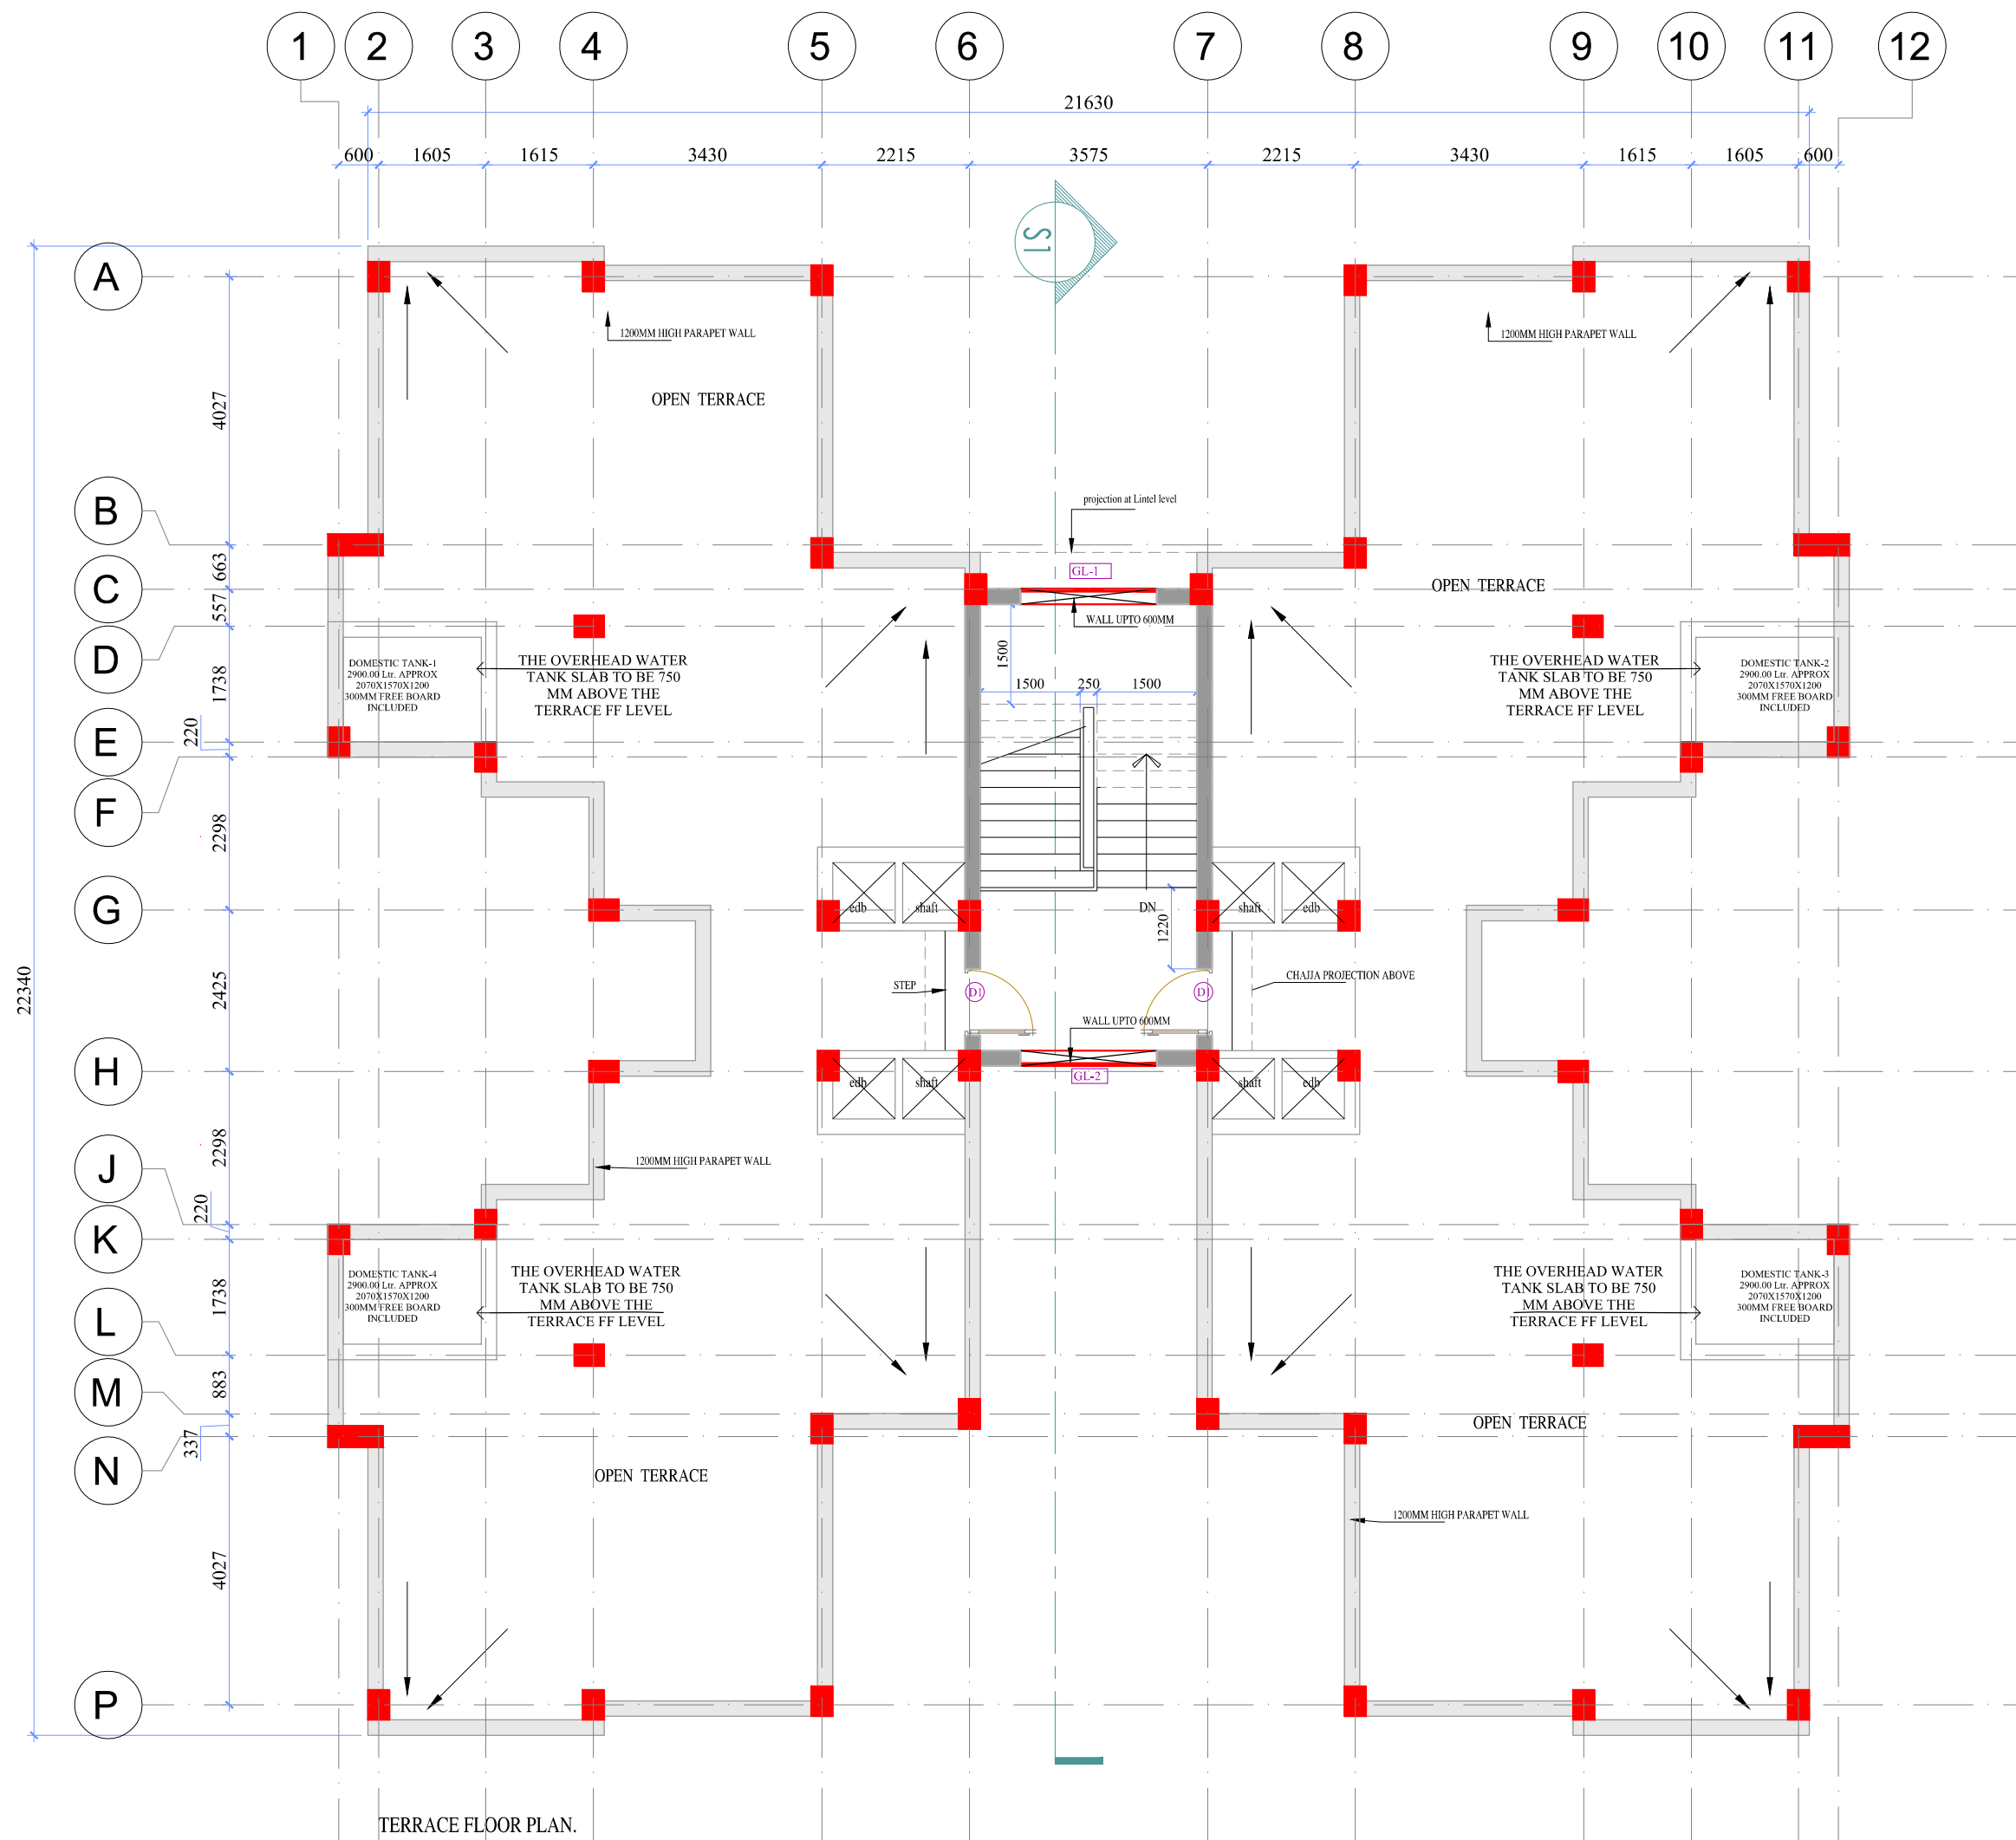 1 2 3 4 5 6 7 8 9 10 11 12
21630
600 1605 1615 3430 2215 3575 2215 3430 1615 1605 600
S1
A
1200MM HIGH PARAPET WALL
1200MM HIGH PARAPET WALL
OPEN TERRACE
4027
B
projection at Lintel level
663
GL-1
C
OPEN TERRACE
557
WALL UPTO 600MM
D
1500
DOMESTIC TANK-1
2900.00 Ltr. APPROX
2070X1570X1200
300MM FREE BOARD
INCLUDED
THE OVERHEAD WATER
TANK SLAB TO BE 750
MM ABOVE THE
TERRACE FF LEVEL
THE OVERHEAD WATER
TANK SLAB TO BE 750
MM ABOVE THE
TERRACE FF LEVEL
DOMESTIC TANK-2
2900.00 Ltr. APPROX
2070X1570X1200
300MM FREE BOARD
INCLUDED
1738
1500 250 1500
220
E
F
2298
G
edb shaft DN shaft edb
1220
22340
2425
STEP
D1
D1
CHAJJA PROJECTION ABOVE
WALL UPTO 600MM
H
GL-2
edb shaft shaft edb
2298
J
1200MM HIGH PARAPET WALL
220
K
DOMESTIC TANK-4
2900.00 Ltr. APPROX
2070X1570X1200
300MM FREE BOARD
INCLUDED
THE OVERHEAD WATER
TANK SLAB TO BE 750
MM ABOVE THE
TERRACE FF LEVEL
THE OVERHEAD WATER
TANK SLAB TO BE 750
MM ABOVE THE
TERRACE FF LEVEL
DOMESTIC TANK-3
2900.00 Ltr. APPROX
2070X1570X1200
300MM FREE BOARD
INCLUDED
1738
L
883
M
OPEN TERRACE
337
N
OPEN TERRACE
1200MM HIGH PARAPET WALL
4027
P
TERRACE FLOOR PLAN.